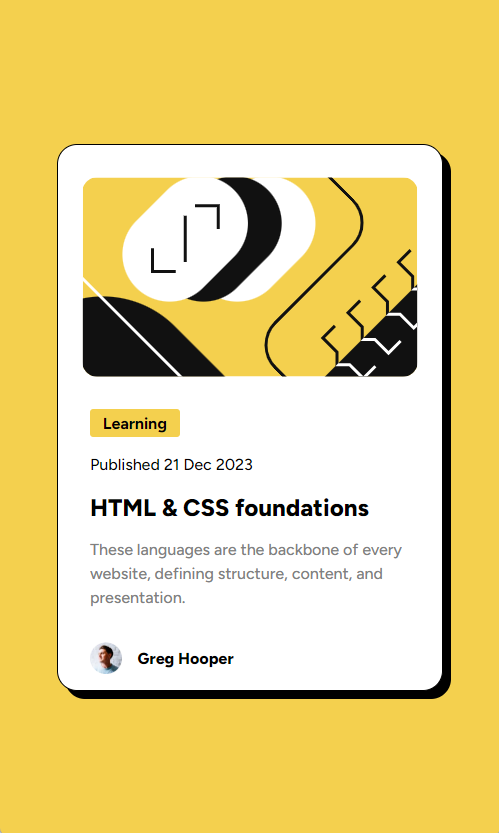 Learning
Published 21 Dec 2023
HTML & CSS foundations
These languages are the backbone of every
website, defining structure, content, and
presentation.
Greg Hooper